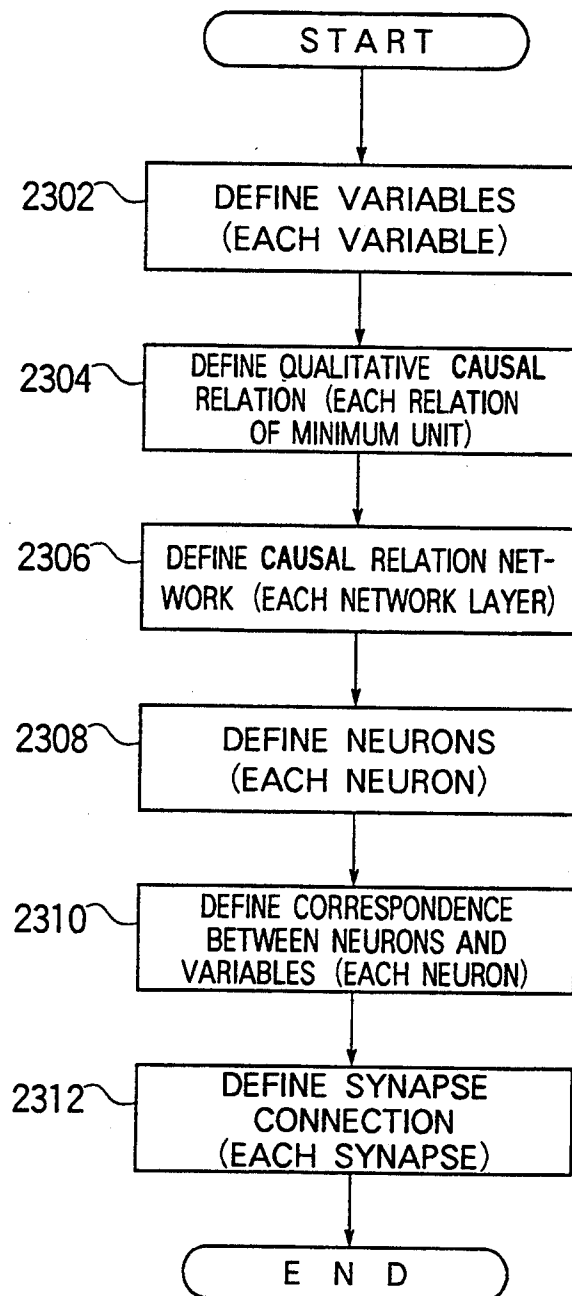 START
2302
DEFINE VARIABLES
(EACH VARIABLE)
2304
DEFINE QUALITATIVE CAUSAL
RELATION (EACH RELATION
OF MINIMUM UNIT)
2306
DEFINE CAUSAL RELATION NET-
WORK (EACH NETWORK LAYER)
2308
DEFINE NEURONS
(EACH NEURON)
2310
DEFINE CORRESPONDENCE
BETWEEN NEURONS AND
VARIABLES (EACH NEURON)
2312
DEFINE SYNAPSE
CONNECTION
(EACH SYNAPSE)
END